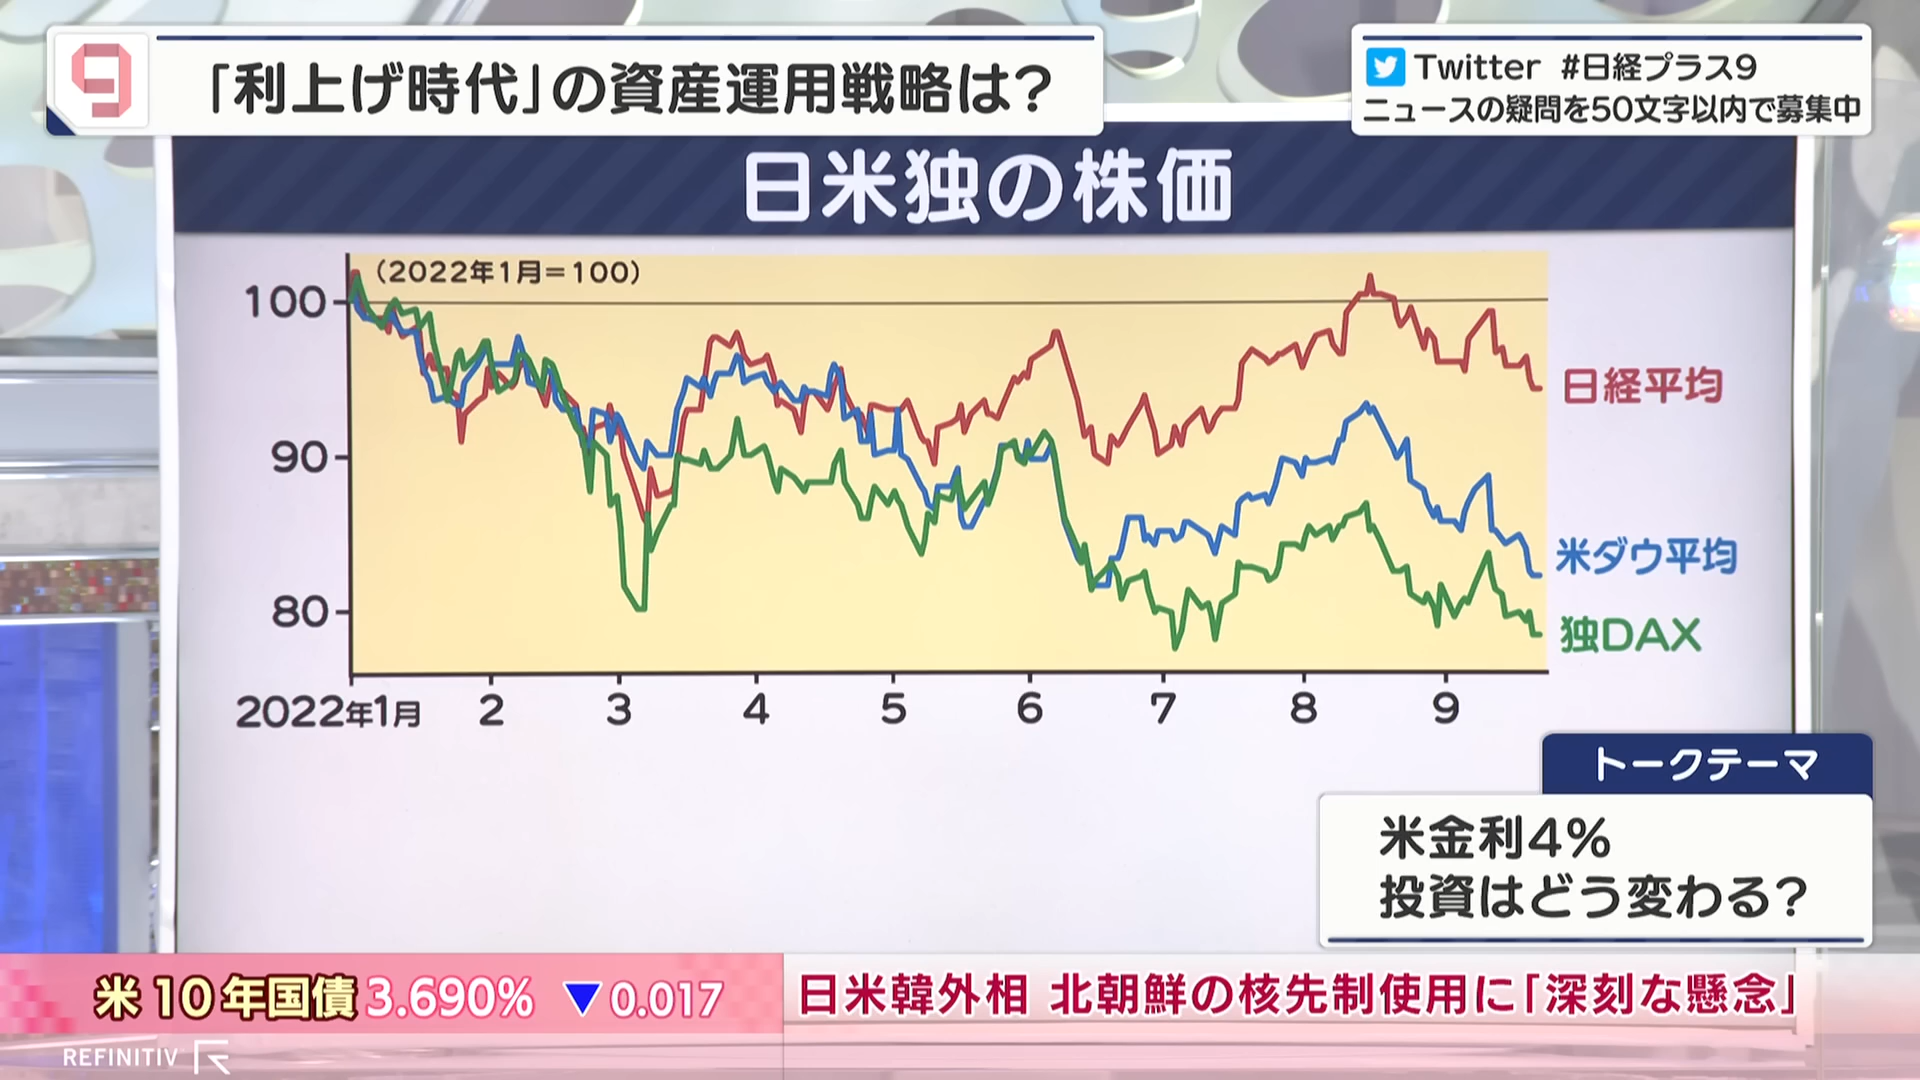 9
「利上げ時代」の資産運用戦略は?
Twitter #日経プラス9
ニュースの疑問を50文字以内で募集中
日米独の株価
(2022年1月=100)
100
90
80
日経平均
米ダウ平均
独DAX
2022年1月 2 3 4 5 6 7 8 9
トークテーマ
米金利4%
投資はどう変わる?
米10年国債 3.690% ▼0.017
日米韓外相 北朝鮮の核先制使用に「深刻な懸念」
REFINITIV